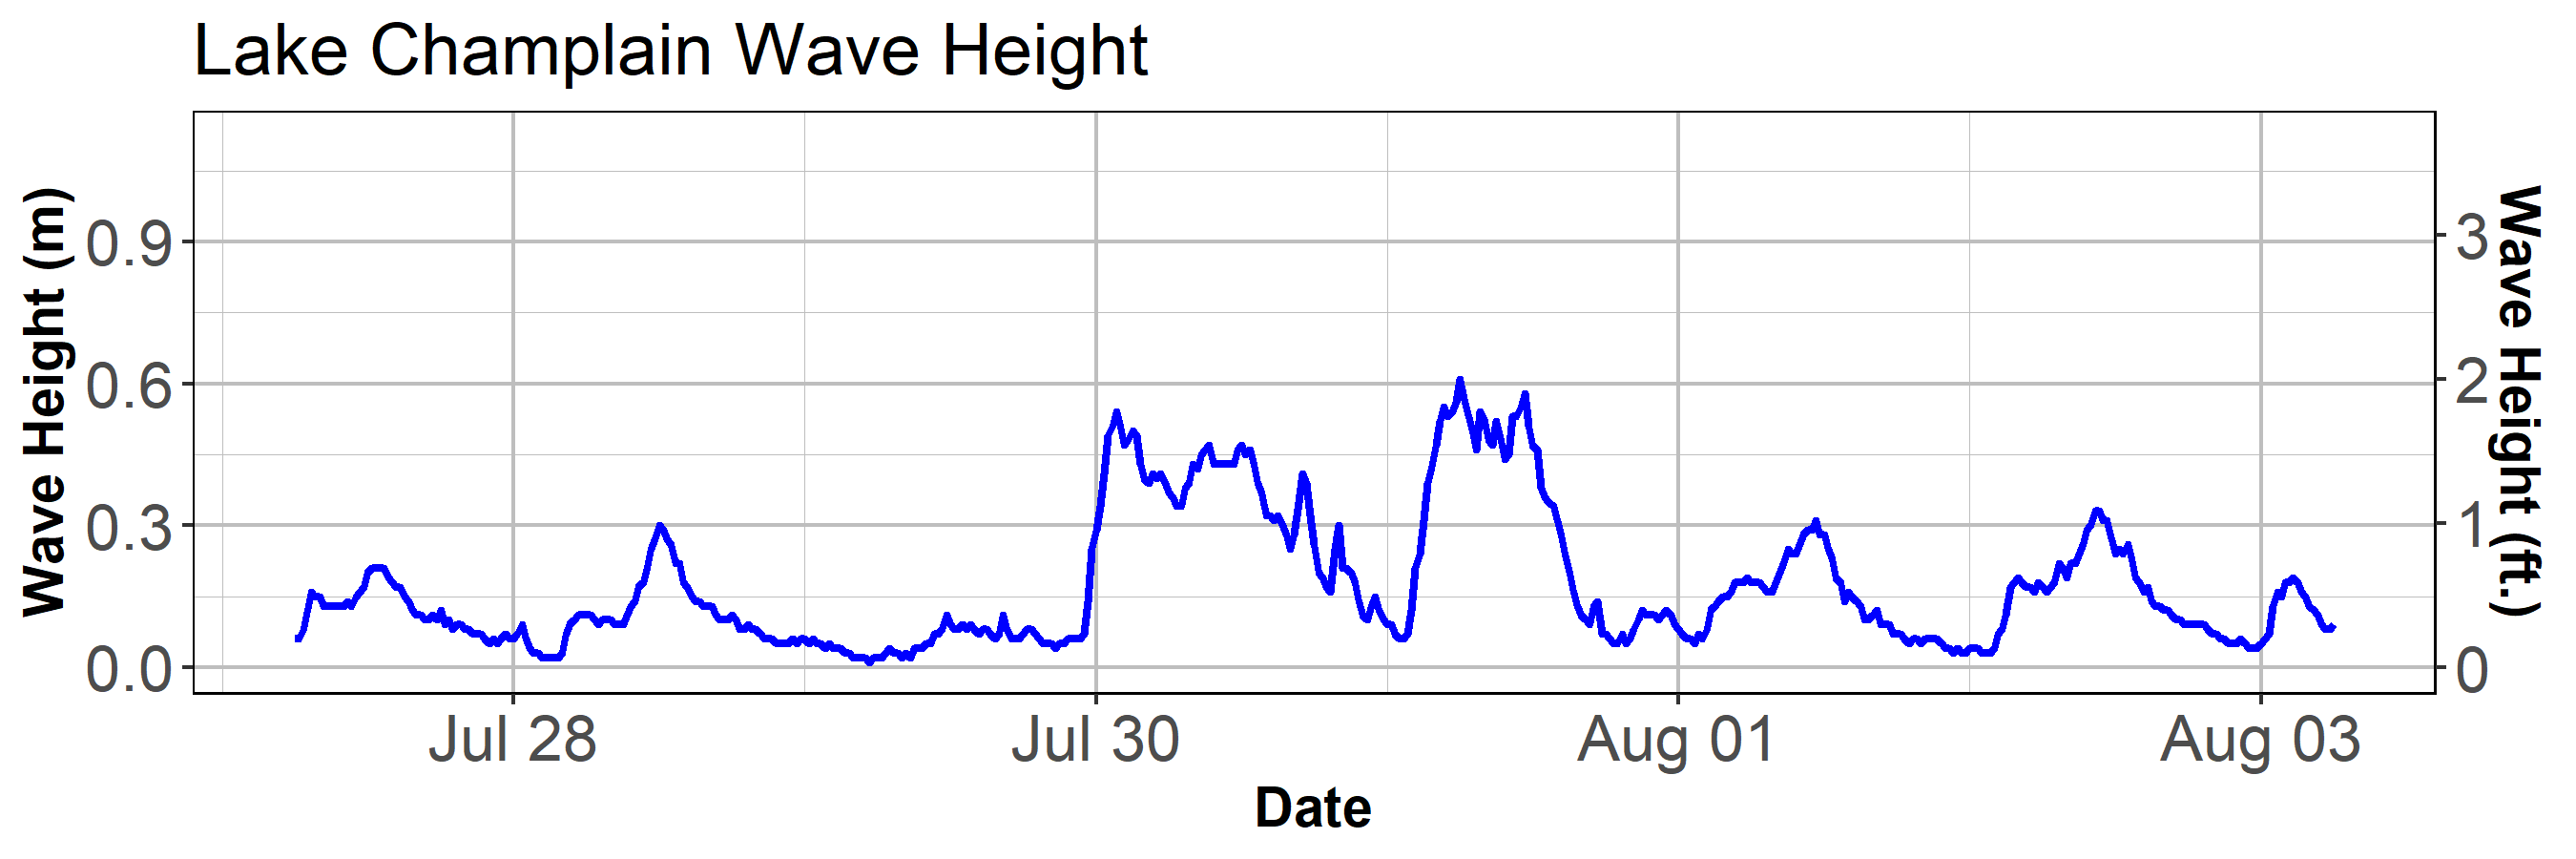 Lake Champlain Wave Height
Wave Height (m)
0.9
0.6
0.3
0.0
3
2
1
0
Wave Height (ft.)
Jul 28
Jul 30
Aug 01
Aug 03
Date